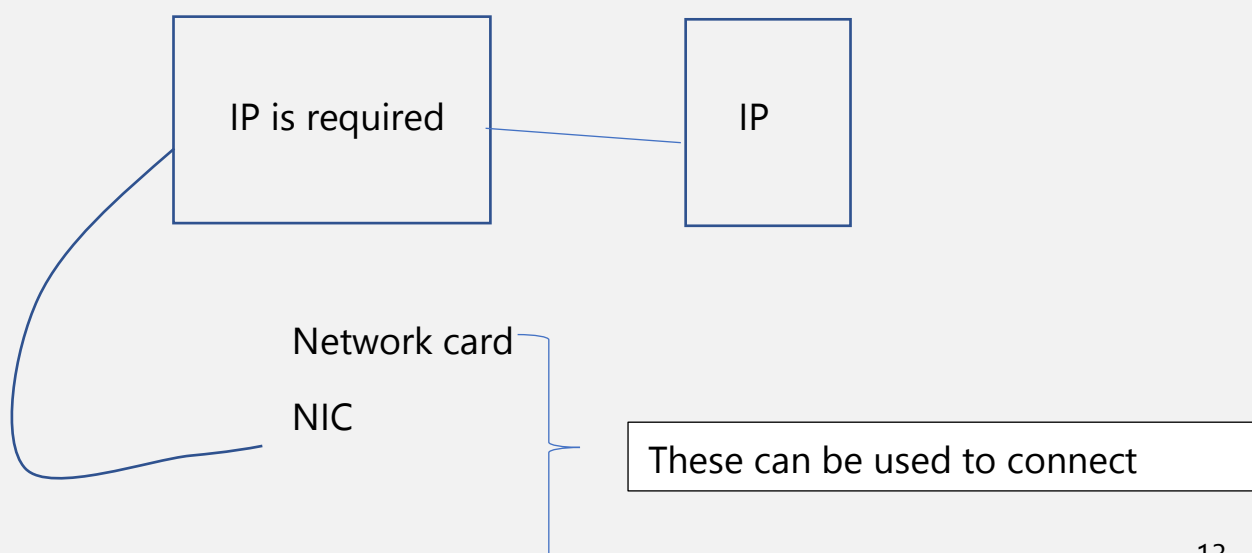 IP is required
IP
Network card
NIC
These can be used to connect